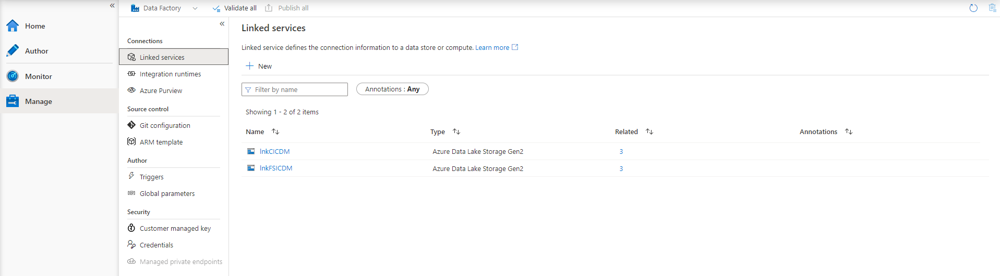 Home
Author
Monitor
Manage
Data Factory
Validate all
Publish all
Connections
Linked services
Integration runtimes
Azure Purview
Source control
Git configuration
ARM template
Author
Triggers
Global parameters
Security
Customer managed key
Credentials
Managed private endpoints
Linked services
Linked service defines the connection information to a data store or compute. Learn more
New
Filter by name
Annotations : Any
Showing 1 - 2 of 2 items
Name Type Related Annotations
lnkCICDM Azure Data Lake Storage Gen2 3
lnkFSICDM Azure Data Lake Storage Gen2 3